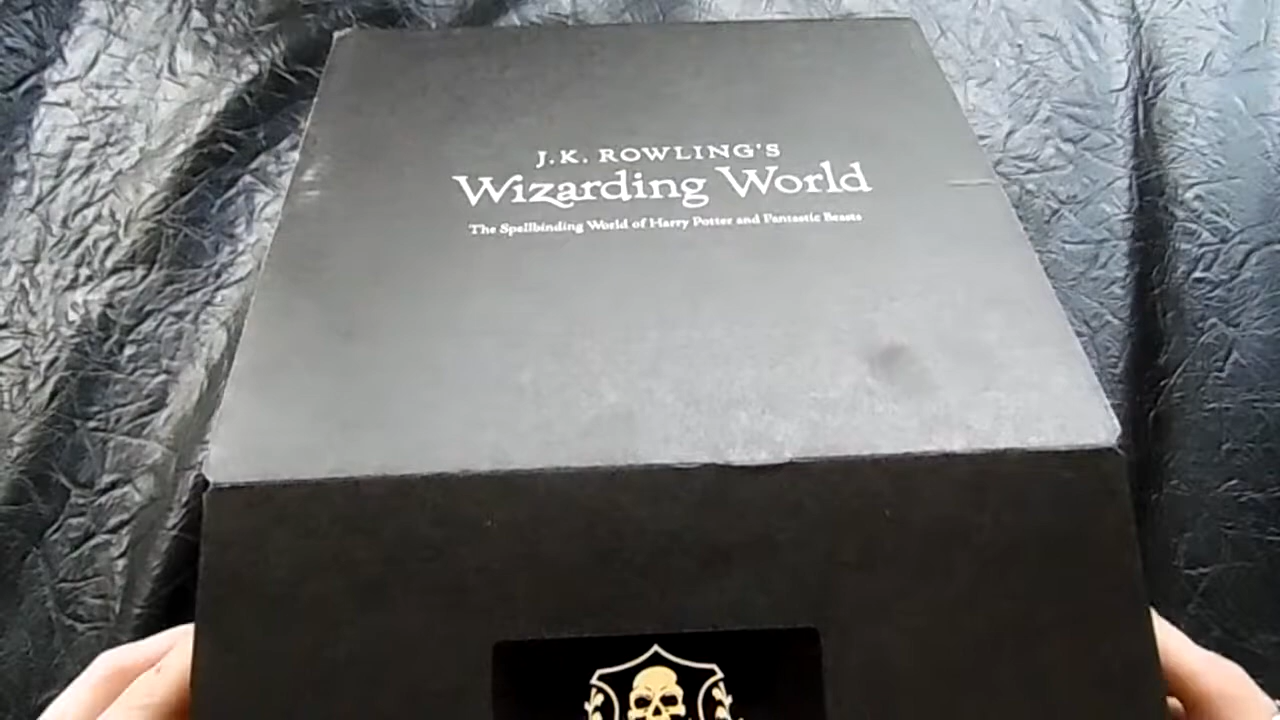 J.K. ROWLING'S
Wizarding World
The Spellbinding World of Harry Potter and Fantastic Beasts